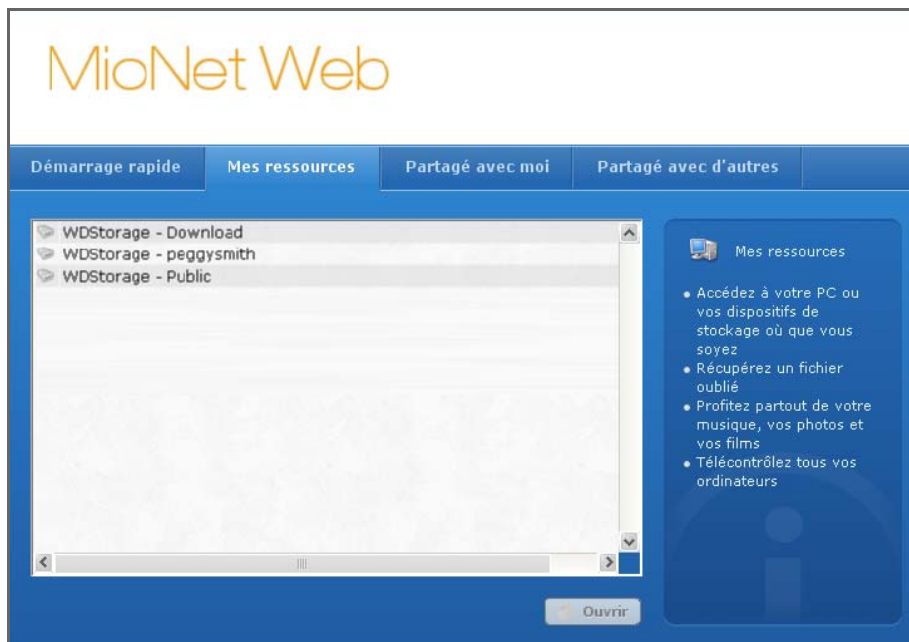 MioNet Web
Démarrage rapide
Mes ressources
Partagé avec moi
Partagé avec d'autres
WDStorage - Download
WDStorage - peggysmith
WDStorage - Public
Mes ressources
Accédez à votre PC ou
vos dispositifs de
stockage où que vous
soyez
Récupérez un fichier
oublié
Profitez partout de votre
musique, vos photos et
vos films
Télécontrôlez tous vos
ordinateurs
Ouvrir